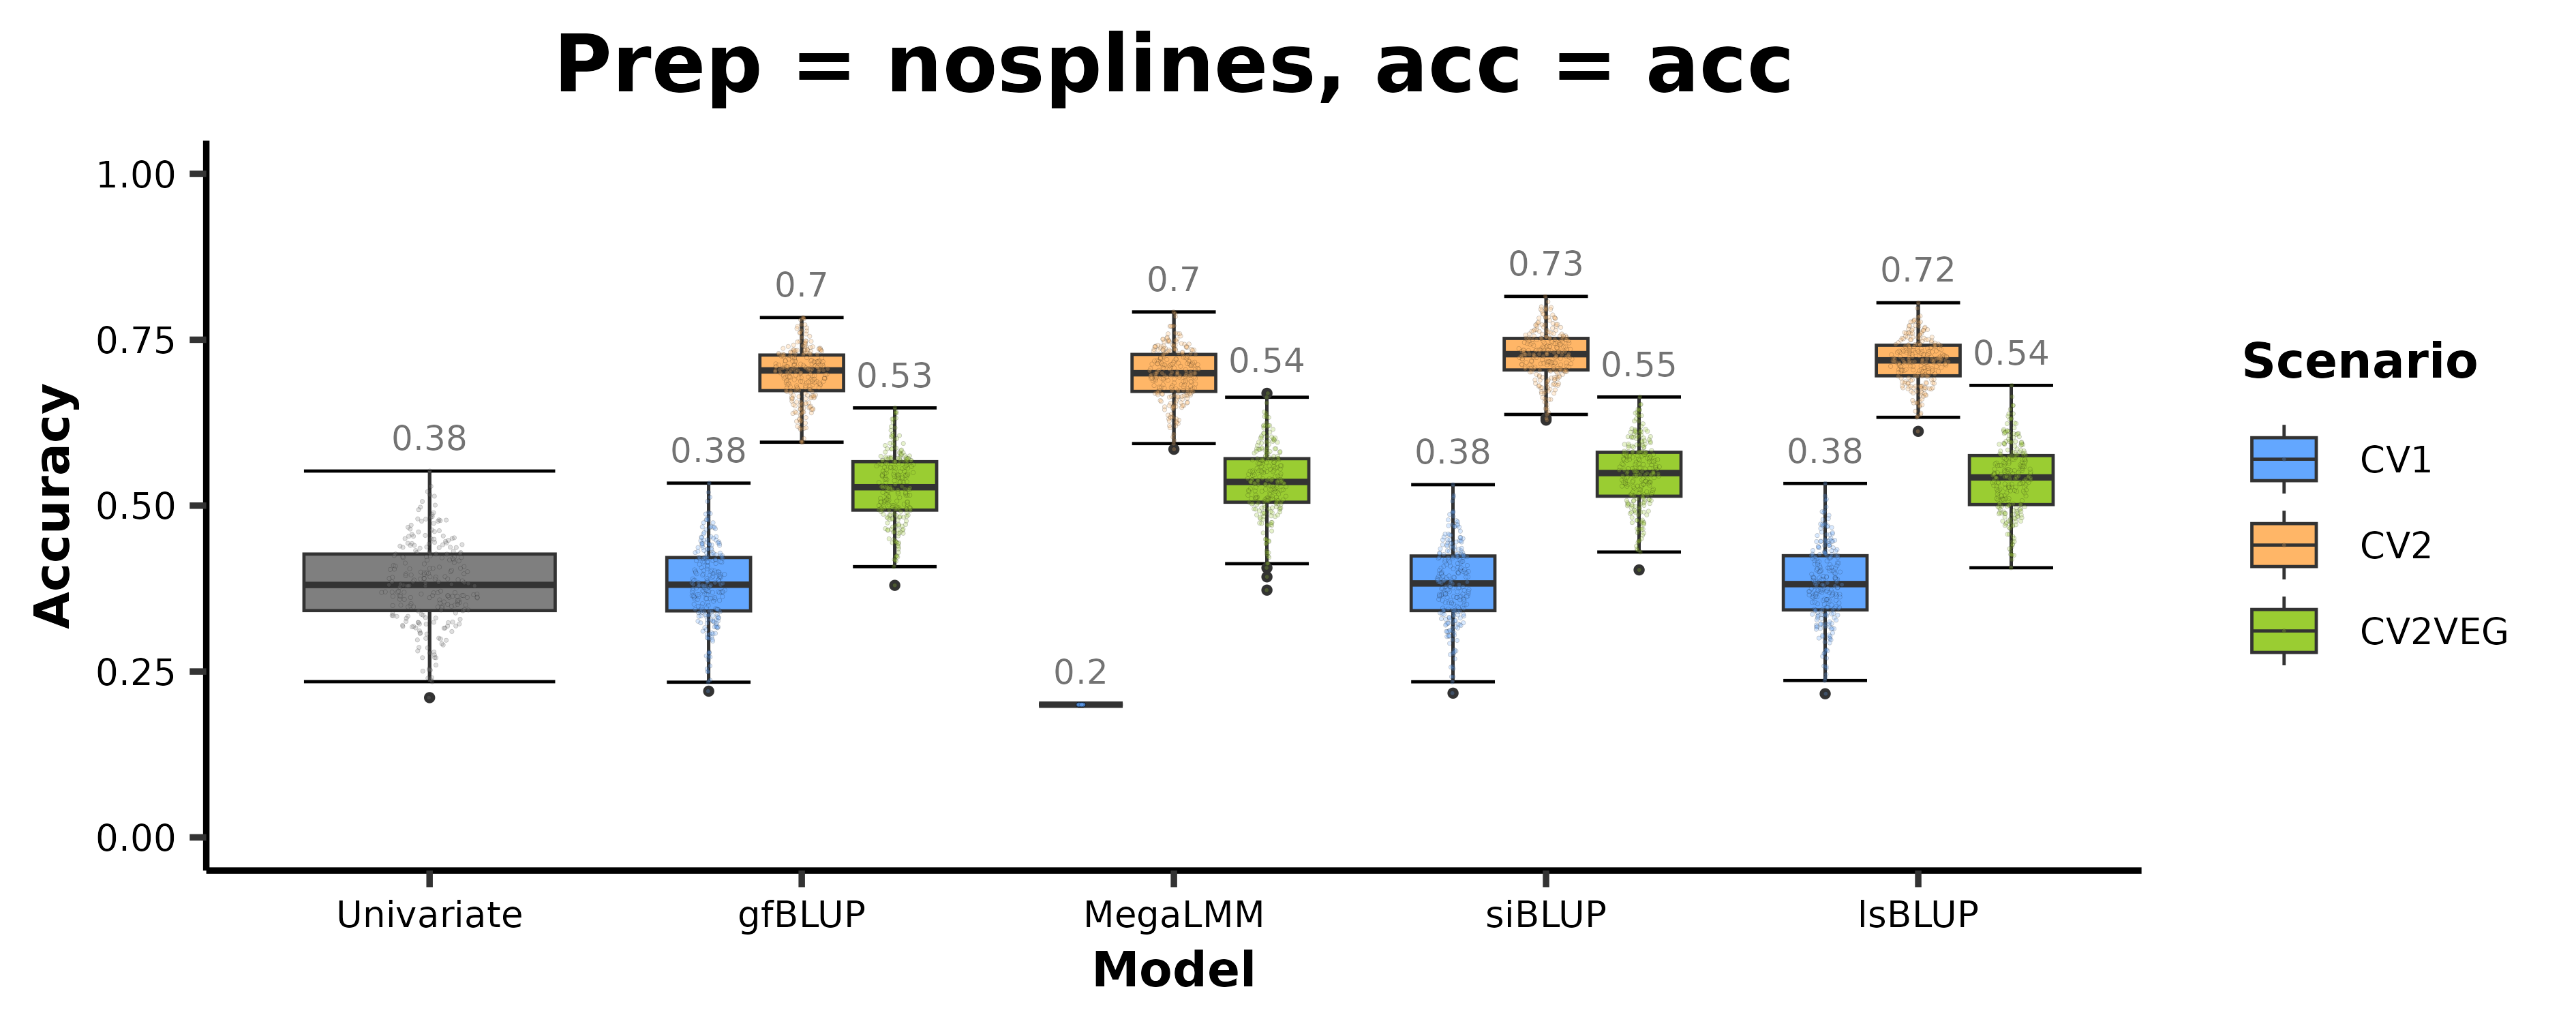 Prep = nosplines, acc = acc
Accuracy
1.00
0.75
0.50
0.25
0.00
0.38
0.38
0.7
0.53
0.2
0.7
0.54
0.38
0.73
0.55
0.38
0.72
0.54
Univariate
gfBLUP
MegaLMM
siBLUP
lsBLUP
Model
Scenario
CV1
CV2
CV2VEG